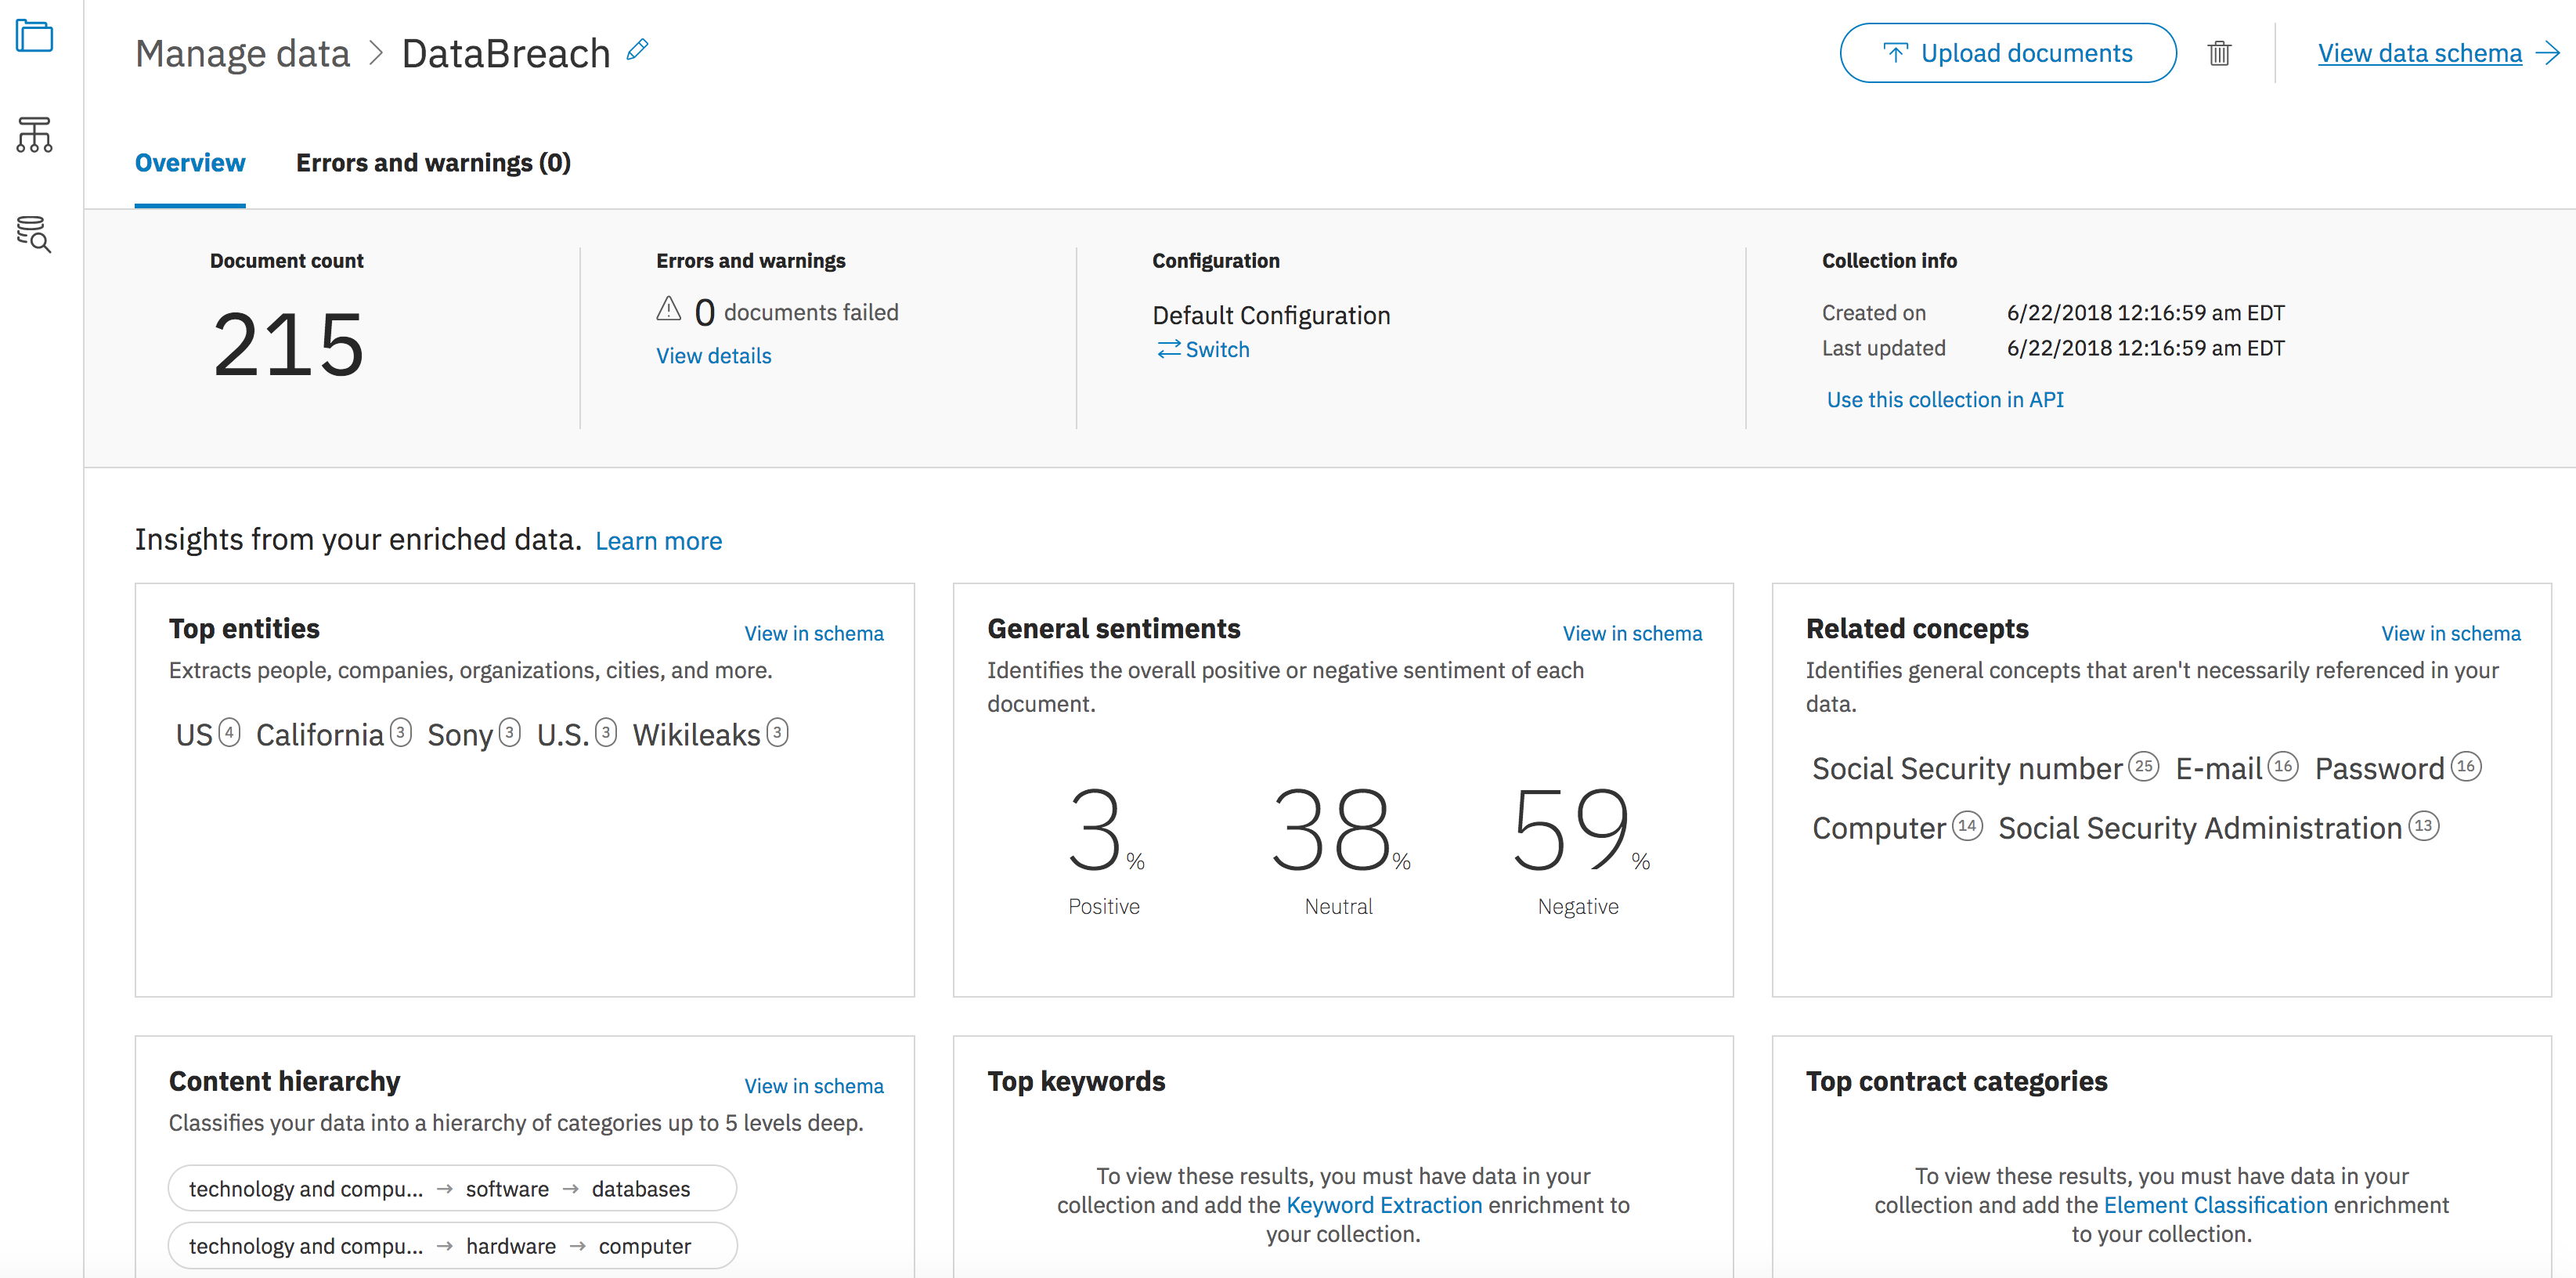 Manage data > DataBreach
Upload documents
View data schema →
Overview
Errors and warnings (0)
Document count
215
Errors and warnings
0 documents failed
View details
Configuration
Default Configuration
Switch
Collection info
Created on 6/22/2018 12:16:59 am EDT
Last updated 6/22/2018 12:16:59 am EDT
Use this collection in API
Insights from your enriched data. Learn more
Top entities
View in schema
Extracts people, companies, organizations, cities, and more.
US 4 California 3 Sony 3 U.S. 3 Wikileaks 3
General sentiments
View in schema
Identifies the overall positive or negative sentiment of each
document.
3% 38% 59%
Positive Neutral Negative
Related concepts
View in schema
Identifies general concepts that aren't necessarily referenced in your
data.
Social Security number 25 E-mail 16 Password 16
Computer 14 Social Security Administration 13
Content hierarchy
View in schema
Classifies your data into a hierarchy of categories up to 5 levels deep.
technology and compu... → software → databases
technology and compu... → hardware → computer
Top keywords
To view these results, you must have data in your
collection and add the Keyword Extraction enrichment to
your collection.
Top contract categories
To view these results, you must have data in your
collection and add the Element Classification enrichment
to your collection.